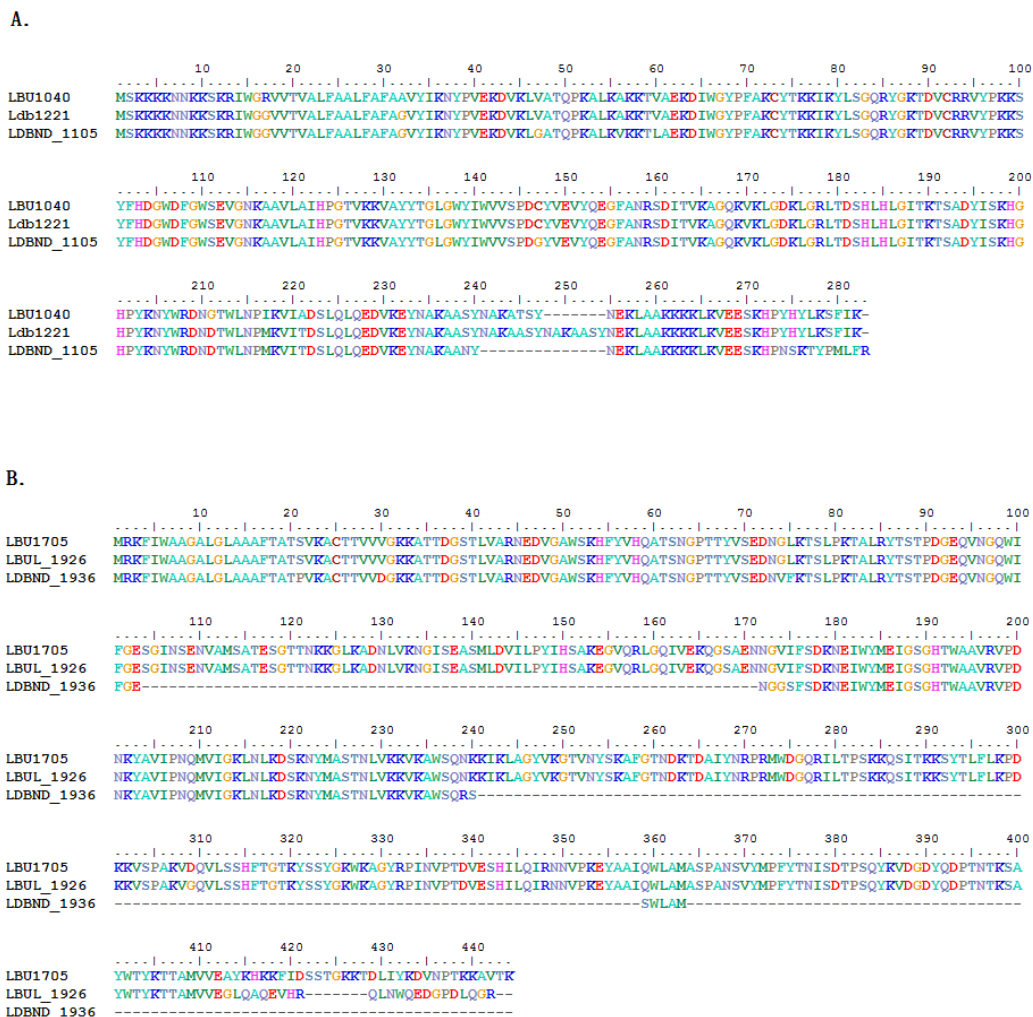 A.
10 20 30 40 50 60 70 80 90 100
....|....|....|....|....|....|....|....|....|....|....|....|....|....|....|....|....|....|....|....|
LBU1040 MSKKKKNNKKSKRIWGRVVTVALFAALFAFAAVYIKNYPVEKDVKLVATQPKALKAKKTVAEKDIWGYPFAKCYTKKIKYLSGQRYGKTDVCRRVYPKKS
Ldb1221 MSKKKKNNKKSKRIWGGVVTVALFAALFAFAGVYIKNYPVEKDVKLVATQPKALKAKKTVAEKDIWGYPFAKCYTKKIKYLSGQRYGKTDVCRRVYPKKS
LDBND_1105 MSKKKKNNKKSKRIWGGVVTVALFAALFAFAGVYIKNYPVEKDVKLGATQPKALKVKKTLAEKDIWGYPFAKCYTKKIKYLSGQRYGKTDVCRRVYPKKS
110 120 130 140 150 160 170 180 190 200
....|....|....|....|....|....|....|....|....|....|....|....|....|....|....|....|....|....|....|....|
LBU1040 YFHDGWDFGWSEVGNKAAVLAIHPGTVKKVAYYTGLGWYIWVVSPDCYVEVYQEGFANRSDITVKAGQKVKLGDKLGRLTDSHLHLGITKTSADYISKHG
Ldb1221 YFHDGWDFGWSEVGNKAAVLAIHPGTVKKVAYYTGLGWYIWVVSPDCYVEVYQEGFANRSDITVKAGQKVKLGDKLGRLTDSHLHLGITKTSADYISKHG
LDBND_1105 YFHDGWDFGWSEVGNKAAVLAIHPGTVKKVAYYTGLGWYIWVVSPDGYVEVYQEGFANRSDITVKAGQKVKLGDKLGRLTDSHLHLGITKTSADYISKHG
210 220 230 240 250 260 270 280
....|....|....|....|....|....|....|....|....|....|....|....|....|....|....|....|...
LBU1040 HPYKNYWRDNGTWLNPIKVIADSLQLQEDVKEYNAKAASYNAKATSY-------NEKLAAKKKKLKVEESKHPYHYLKSFIK-
Ldb1221 HPYKNYWRDNDTWLNPMKVITDSLQLQEDVKEYNAKAASYNAKAASYNAKAASYNEKLAAKKKKLKVEESKHPYHYLKSFIK-
LDBND_1105 HPYKNYWRDNDTWLNPMKVITDSLQLQEDVKEYNAKAANY--------------NEKLAAKKKKLKVEESKHPNSKTYPMLFR
B.
10 20 30 40 50 60 70 80 90 100
....|....|....|....|....|....|....|....|....|....|....|....|....|....|....|....|....|....|....|....|
LBU1705 MRKFIWAAGALGLAAAFTATSVKACTTVVVGKKATTDGSTLVARNEDVGAWSKHFYVHQATSNGPTTYVSEDNGLKTSLPKTALRYTSTPDGEQVNGQWI
LBUL_1926 MRKFIWAAGALGLAAAFTATSVKACTTVVVGKKATTDGSTLVARNEDVGAWSKHFYVHQATSNGPTTYVSEDNGLKTSLPKTALRYTSTPDGEQVNGQWI
LDBND_1936 MRKFIWAAGALGLAAAFTATPVKACTTVVDGKKATTDGSTLVARNEDVGAWSKHFYVHQATSNGPTTYVSEDNVFKTSLPKTALRYTSTPDGEQVNGQWI
110 120 130 140 150 160 170 180 190 200
....|....|....|....|....|....|....|....|....|....|....|....|....|....|....|....|....|....|....|....|
LBU1705 FGESGINSENVAMSATESGTTNKKGLKADNLVKNGISEASMLDVILPYIHSAKEGVQRLGQIVEKQGSAENNGVIFSDKNEIWYMEIGSGHTWAAVRVPD
LBUL_1926 FGESGINSENVAMSATESGTTNKKGLKADNLVKNGISEASMLDVILPYIHSAKEGVQRLGQIVEKQGSAENNGVIFSDKNEIWYMEIGSGHTWAAVRVPD
LDBND_1936 FGE--------------------------------------------------------------------NGGSFSDKNEIWYMEIGSGHTWAAVRVPD
210 220 230 240 250 260 270 280 290 300
....|....|....|....|....|....|....|....|....|....|....|....|....|....|....|....|....|....|....|....|
LBU1705 NKYAVIPNQMVIGKLNLKDSKNYMASTNLVKKVKAWSQNKKIKLAGYVKGTVNYSKAFGTNDKTDAIYNRPRMWDGQRILTPSKKQSITKKSYTLFLKPD
LBUL_1926 NKYAVIPNQMVIGKLNLKDSKNYMASTNLVKKVKAWSQNKKIKLAGYVKGTVNYSKAFGTNDKTDAIYNRPRMWDGQRILTPSKKQSITKKSYTLFLKPD
LDBND_1936 NKYAVIPNQMVIGKLNLKDSKNYMASTNLVKKVKAWSQRS------------------------------------------------------------
310 320 330 340 350 360 370 380 390 400
....|....|....|....|....|....|....|....|....|....|....|....|....|....|....|....|....|....|....|....|
LBU1705 KKVSPAKVDQVLSSHFTGTKYSSYGKWKAGYRPINVPTDVESHILQIRNNVPKEYAAIQWLAMASPANSVYMPFYTNISDTPSQYKVDGDYQDPTNTKSA
LBUL_1926 KKVSPAKVGQVLSSHFTGTKYSSYGKWKAGYRPINVPTDVESHILQIRNNVPKEYAAIQWLAMASPANSVYMPFYTNISDTPSQYKVDGDYQDPTNTKSA
LDBND_1936 ----------------------------------------------------------SWLAM-------------------------------------
410 420 430 440
....|....|....|....|....|....|....|....|....
LBU1705 YWTYKTTAMVVEAYKHKKFIDSSTGKKTDLIYKDVNPTKKAVTK
LBUL_1926 YWTYKTTAMVVEGLQAQEVHR-------QLNWQEDGPDLQGR--
LDBND_1936 --------------------------------------------